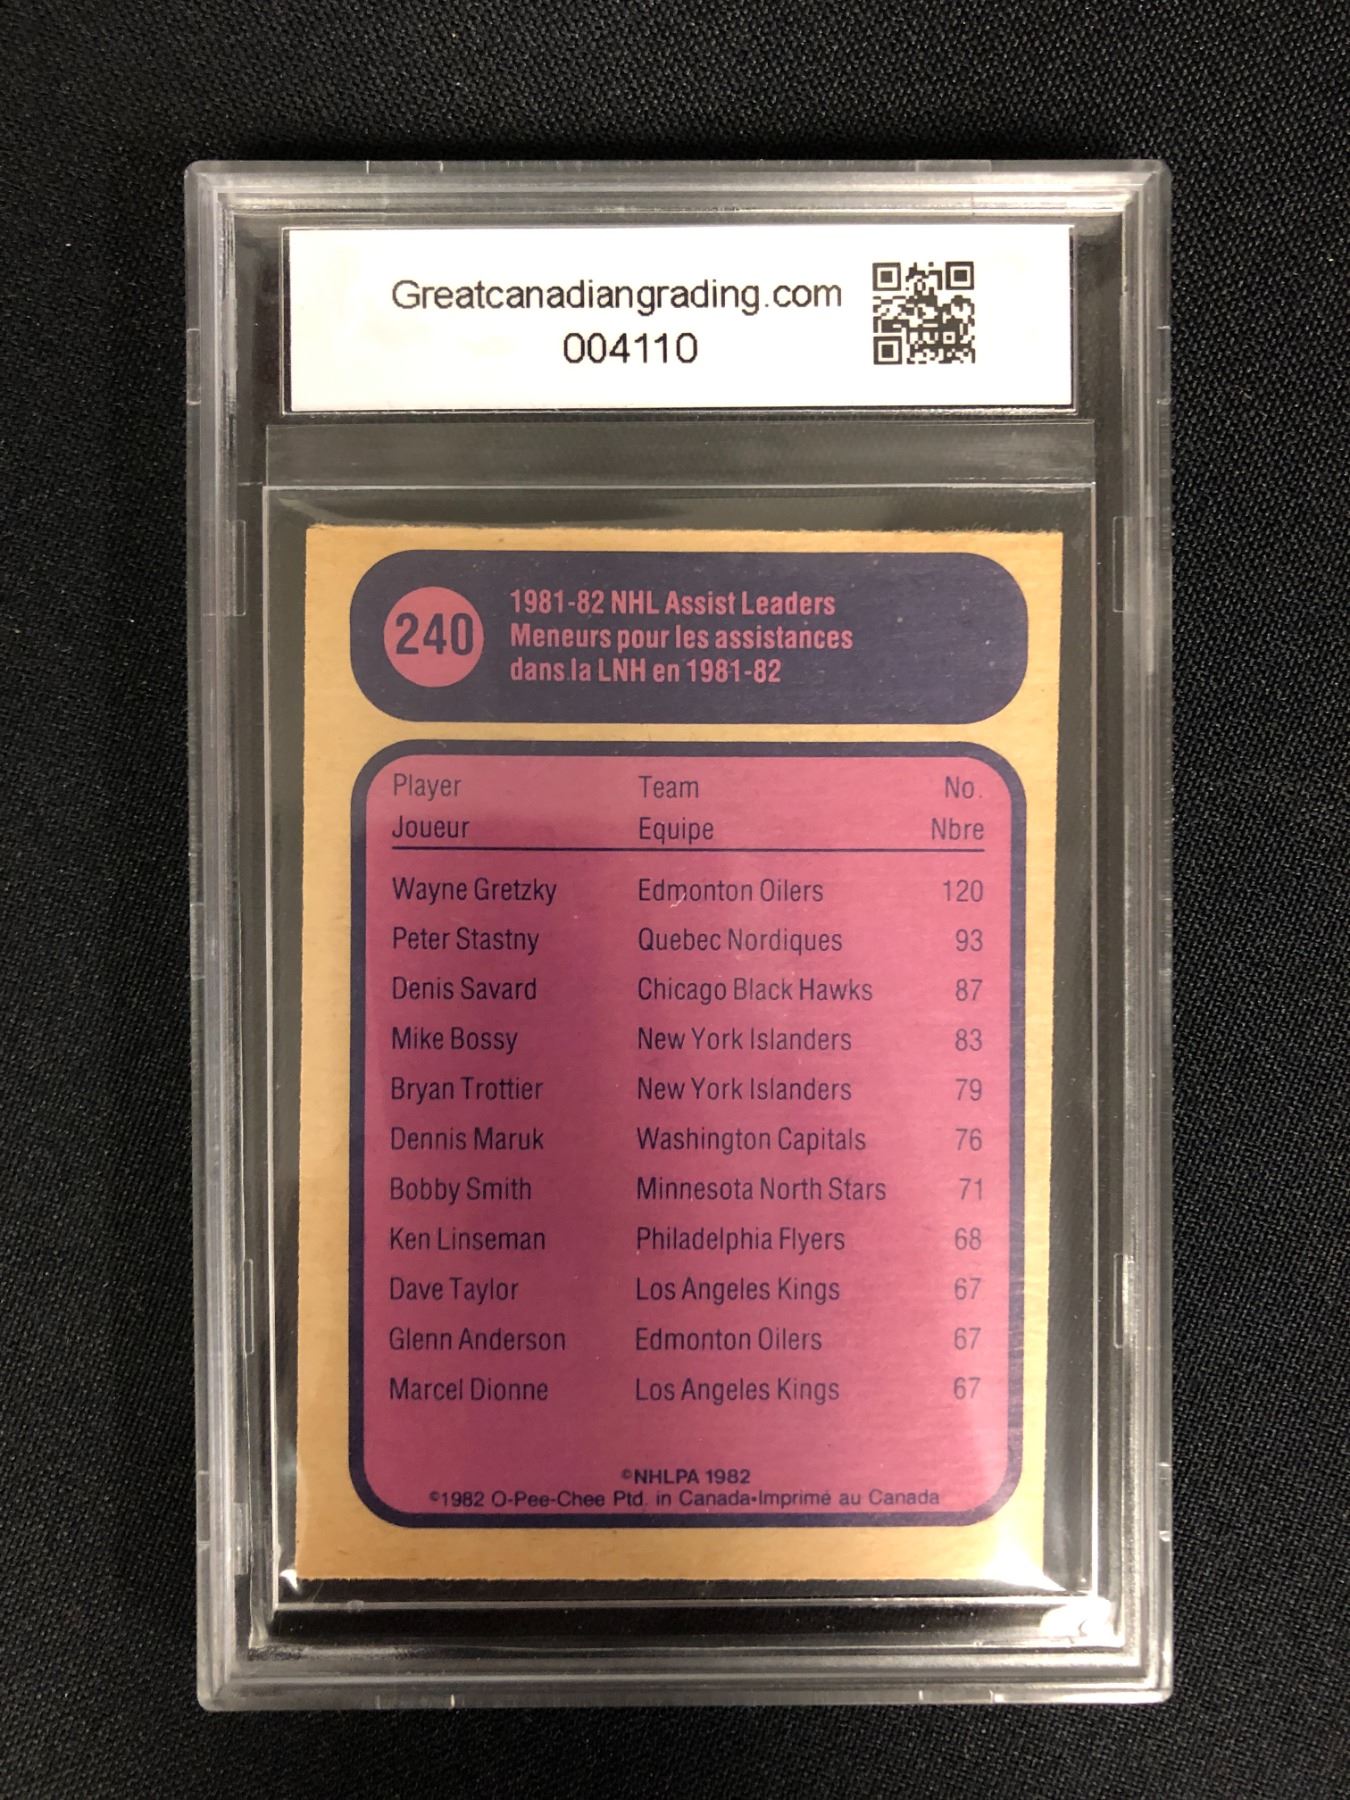 Greatcanadiangrading.com
004110
240
1981-82 NHL Assist Leaders
Meneurs pour les assistances
dans la LNH en 1981-82
Player Team No.
Joueur Equipe Nbre
Wayne Gretzky Edmonton Oilers 120
Peter Stastny Quebec Nordiques 93
Denis Savard Chicago Black Hawks 87
Mike Bossy New York Islanders 83
Bryan Trottier New York Islanders 79
Dennis Maruk Washington Capitals 76
Bobby Smith Minnesota North Stars 71
Ken Linseman Philadelphia Flyers 68
Dave Taylor Los Angeles Kings 67
Glenn Anderson Edmonton Oilers 67
Marcel Dionne Los Angeles Kings 67
©NHLPA 1982
©1982 O-Pee-Chee Ptd. in Canada•Imprimé au Canada